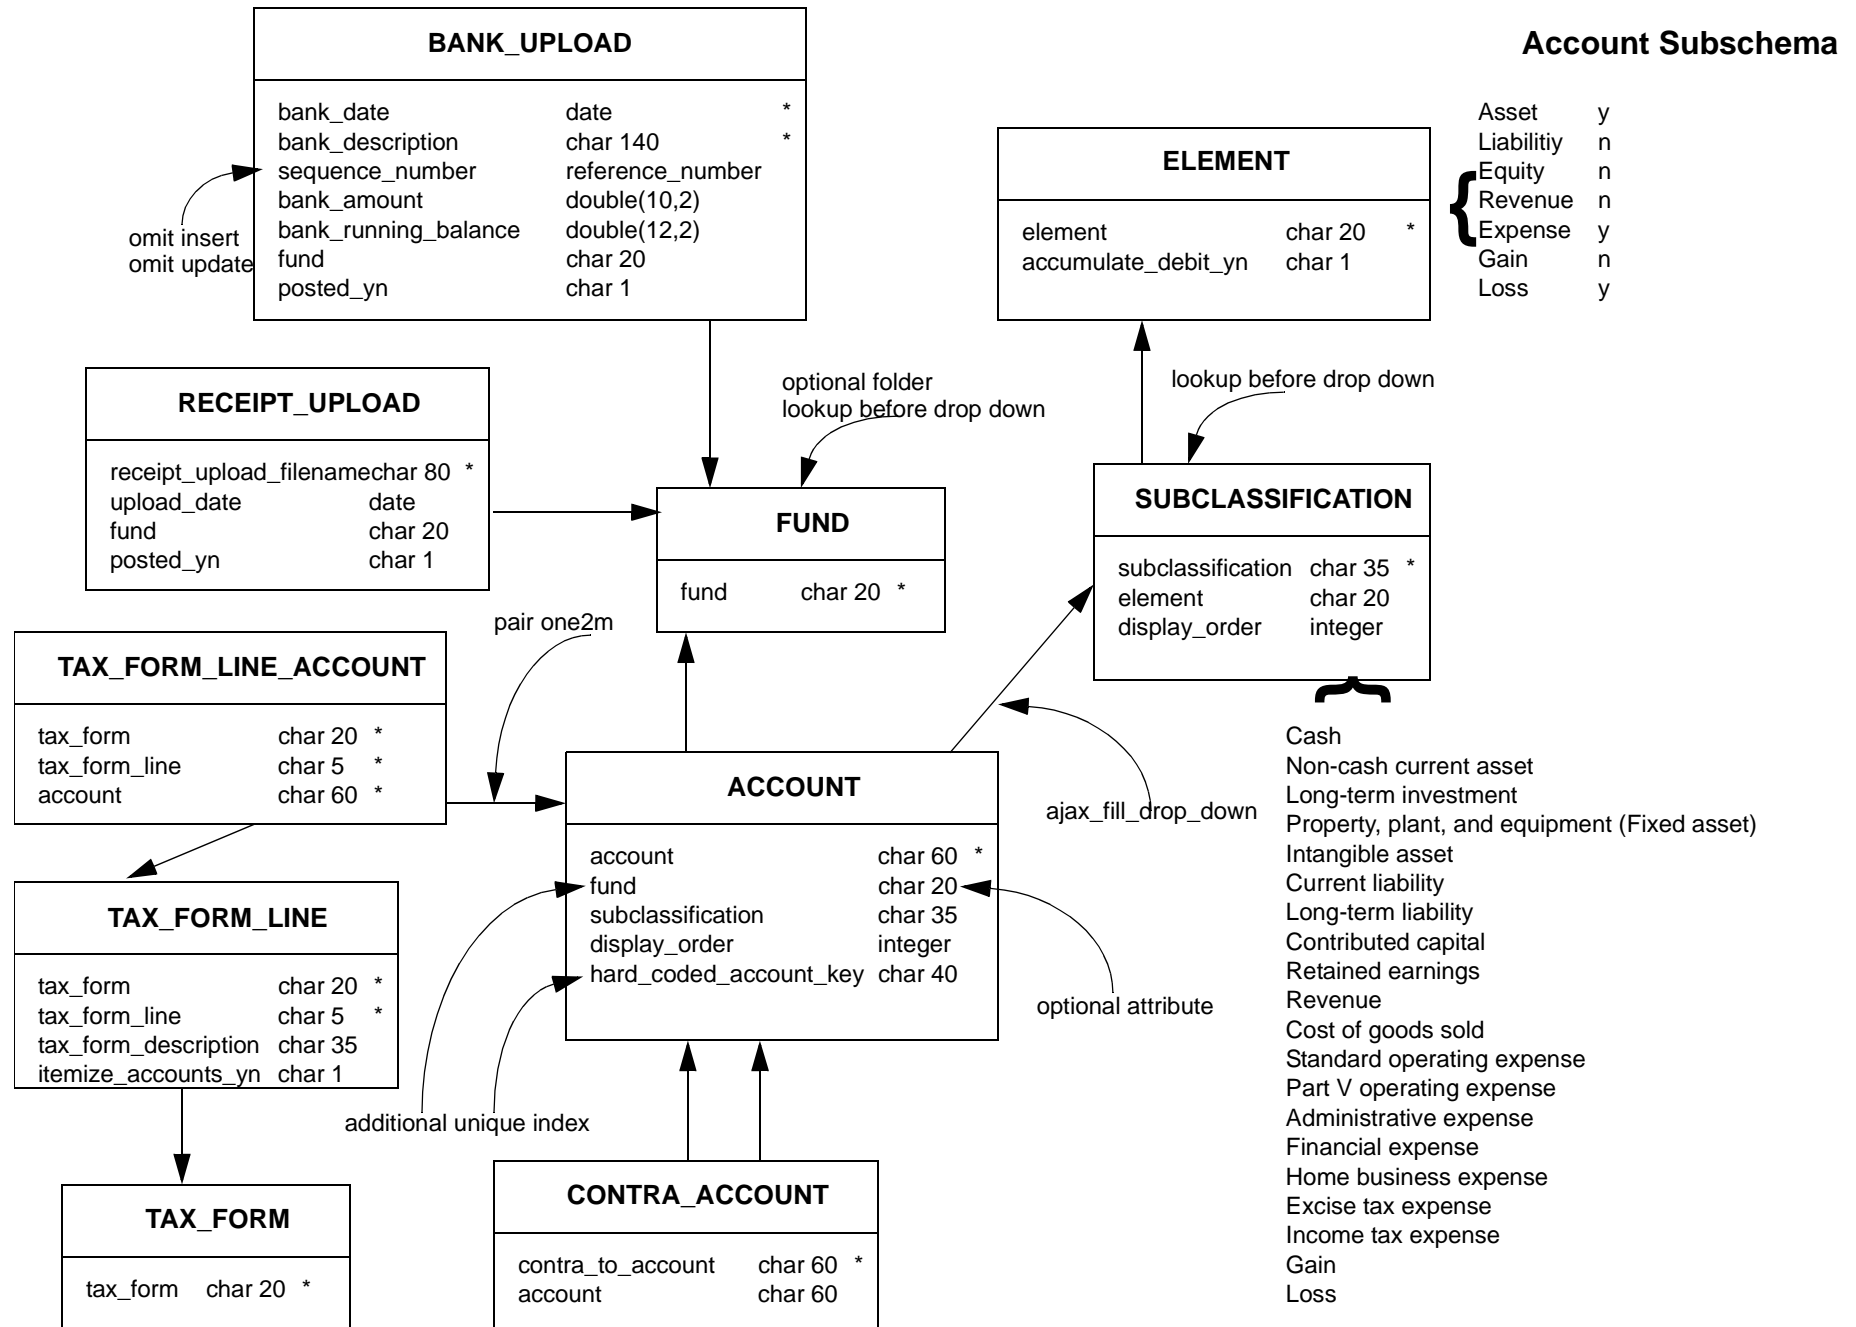 Account Subschema
BANK_UPLOAD
bank_date date *
bank_description char 140 *
sequence_number reference_number
bank_amount double(10,2)
bank_running_balance double(12,2)
fund char 20
posted_yn char 1
omit insert
omit update
ELEMENT
element char 20 *
accumulate_debit_yn char 1
Asset y
Liabilitiy n
Equity n
Revenue n
Expense y
Gain n
Loss y
{
RECEIPT_UPLOAD
receipt_upload_filenamechar 80 *
upload_date date
fund char 20
posted_yn char 1
optional folder
lookup before drop down
lookup before drop down
FUND
fund char 20 *
SUBCLASSIFICATION
subclassification char 35 *
element char 20
display_order integer
{
pair one2m
TAX_FORM_LINE_ACCOUNT
tax_form char 20 *
tax_form_line char 5 *
account char 60 *
ACCOUNT
account char 60 *
fund char 20
subclassification char 35
display_order integer
hard_coded_account_key char 40
ajax_fill_drop_down
optional attribute
additional unique index
Cash
Non-cash current asset
Long-term investment
Property, plant, and equipment (Fixed asset)
Intangible asset
Current liability
Long-term liability
Contributed capital
Retained earnings
Revenue
Cost of goods sold
Standard operating expense
Part V operating expense
Administrative expense
Financial expense
Home business expense
Excise tax expense
Income tax expense
Gain
Loss
TAX_FORM_LINE
tax_form char 20 *
tax_form_line char 5 *
tax_form_description char 35
itemize_accounts_yn char 1
TAX_FORM
tax_form char 20 *
CONTRA_ACCOUNT
contra_to_account char 60 *
account char 60